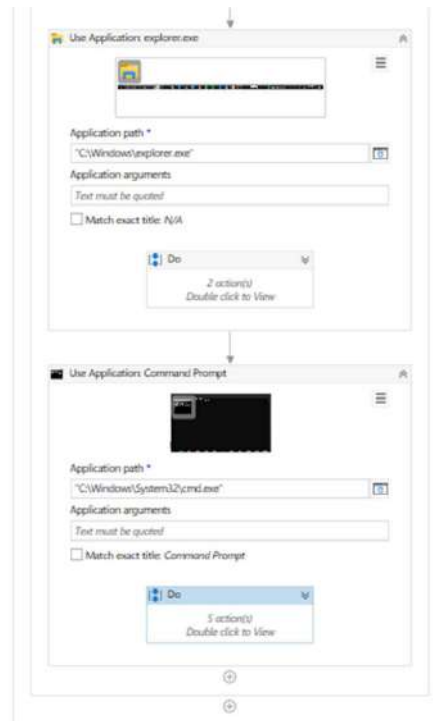 Use Application: explorer.exe
Application path *
"C:\Windows\explorer.exe"
Application arguments
Text must be quoted
Match exact title: N/A
Do
2 action(s)
Double click to View
Use Application: Command Prompt
Application path *
"C:\Windows\System32\cmd.exe"
Application arguments
Text must be quoted
Match exact title: Command Prompt
Do
5 action(s)
Double click to View